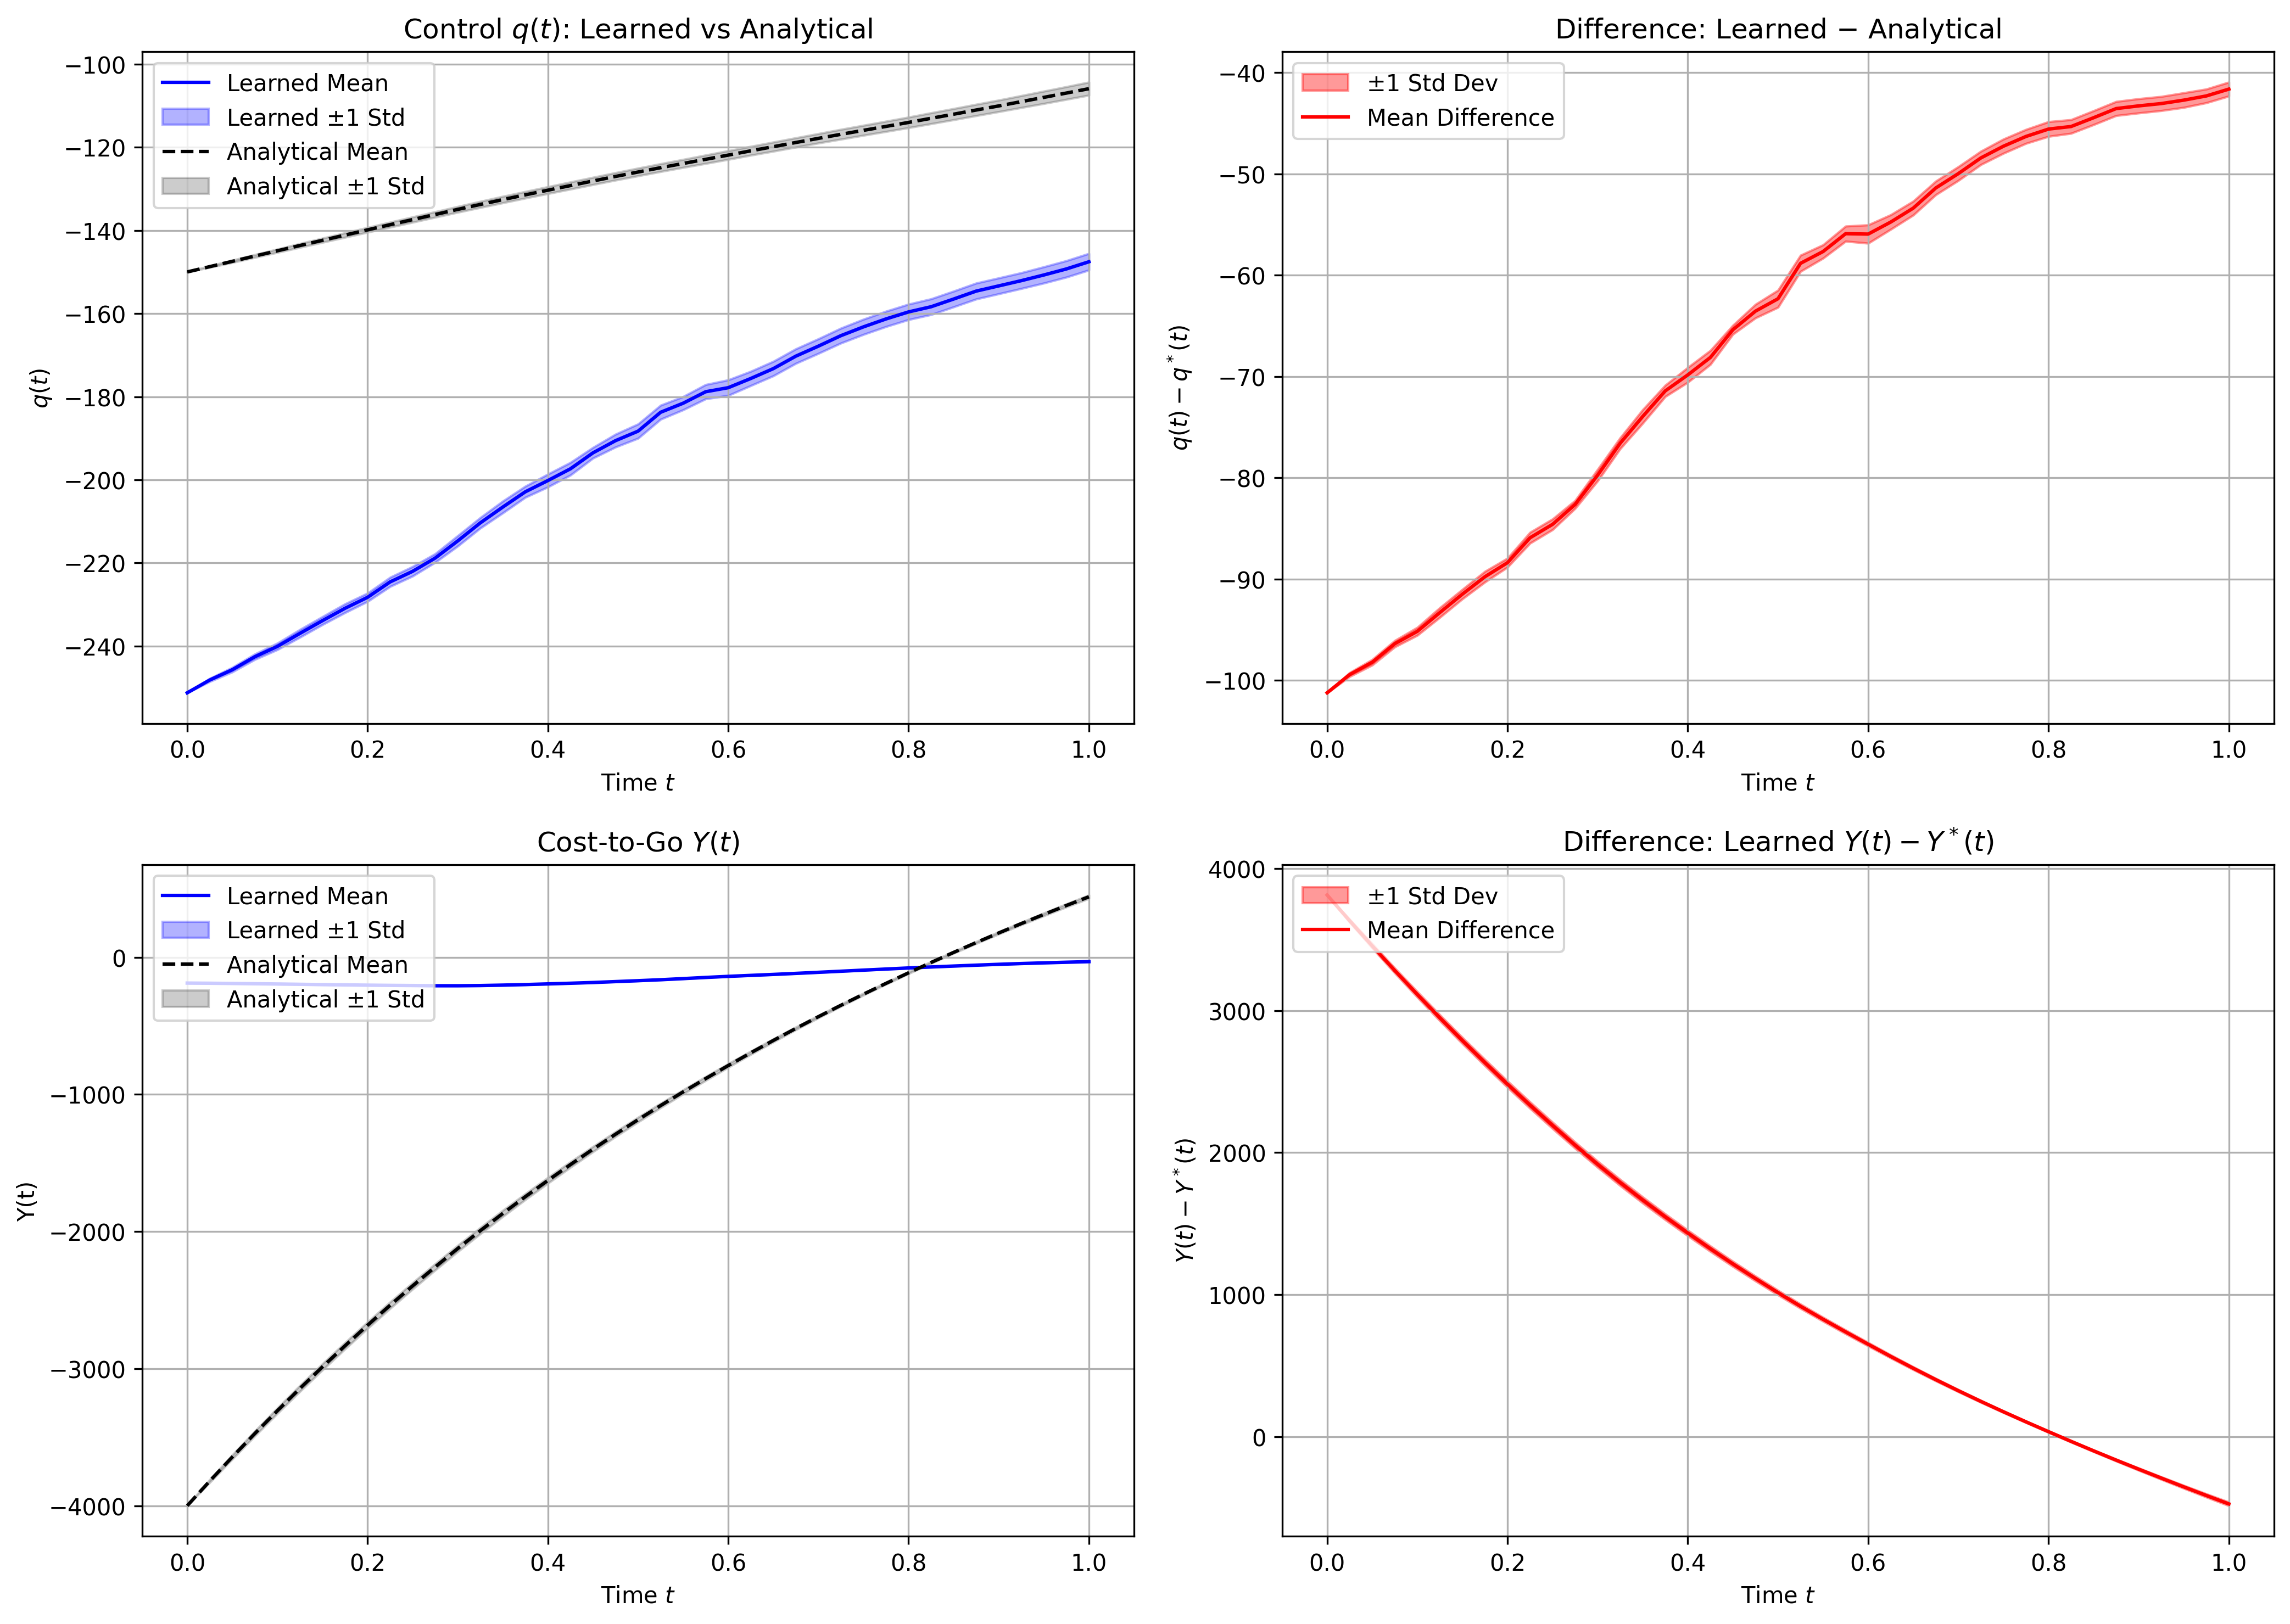 Control q(t): Learned vs Analytical
Learned Mean
Learned ±1 Std
Analytical Mean
Analytical ±1 Std
−100
−120
−140
−160
−180
−200
−220
−240
q(t)
0.0 0.2 0.4 0.6 0.8 1.0
Time t
Difference: Learned − Analytical
±1 Std Dev
Mean Difference
−40
−50
−60
−70
−80
−90
−100
q(t) − q*(t)
0.0 0.2 0.4 0.6 0.8 1.0
Time t
Cost-to-Go Y(t)
Learned Mean
Learned ±1 Std
Analytical Mean
Analytical ±1 Std
0
−1000
−2000
−3000
−4000
Y(t)
0.0 0.2 0.4 0.6 0.8 1.0
Time t
Difference: Learned Y(t) − Y*(t)
±1 Std Dev
Mean Difference
4000
3000
2000
1000
0
Y(t) − Y*(t)
0.0 0.2 0.4 0.6 0.8 1.0
Time t